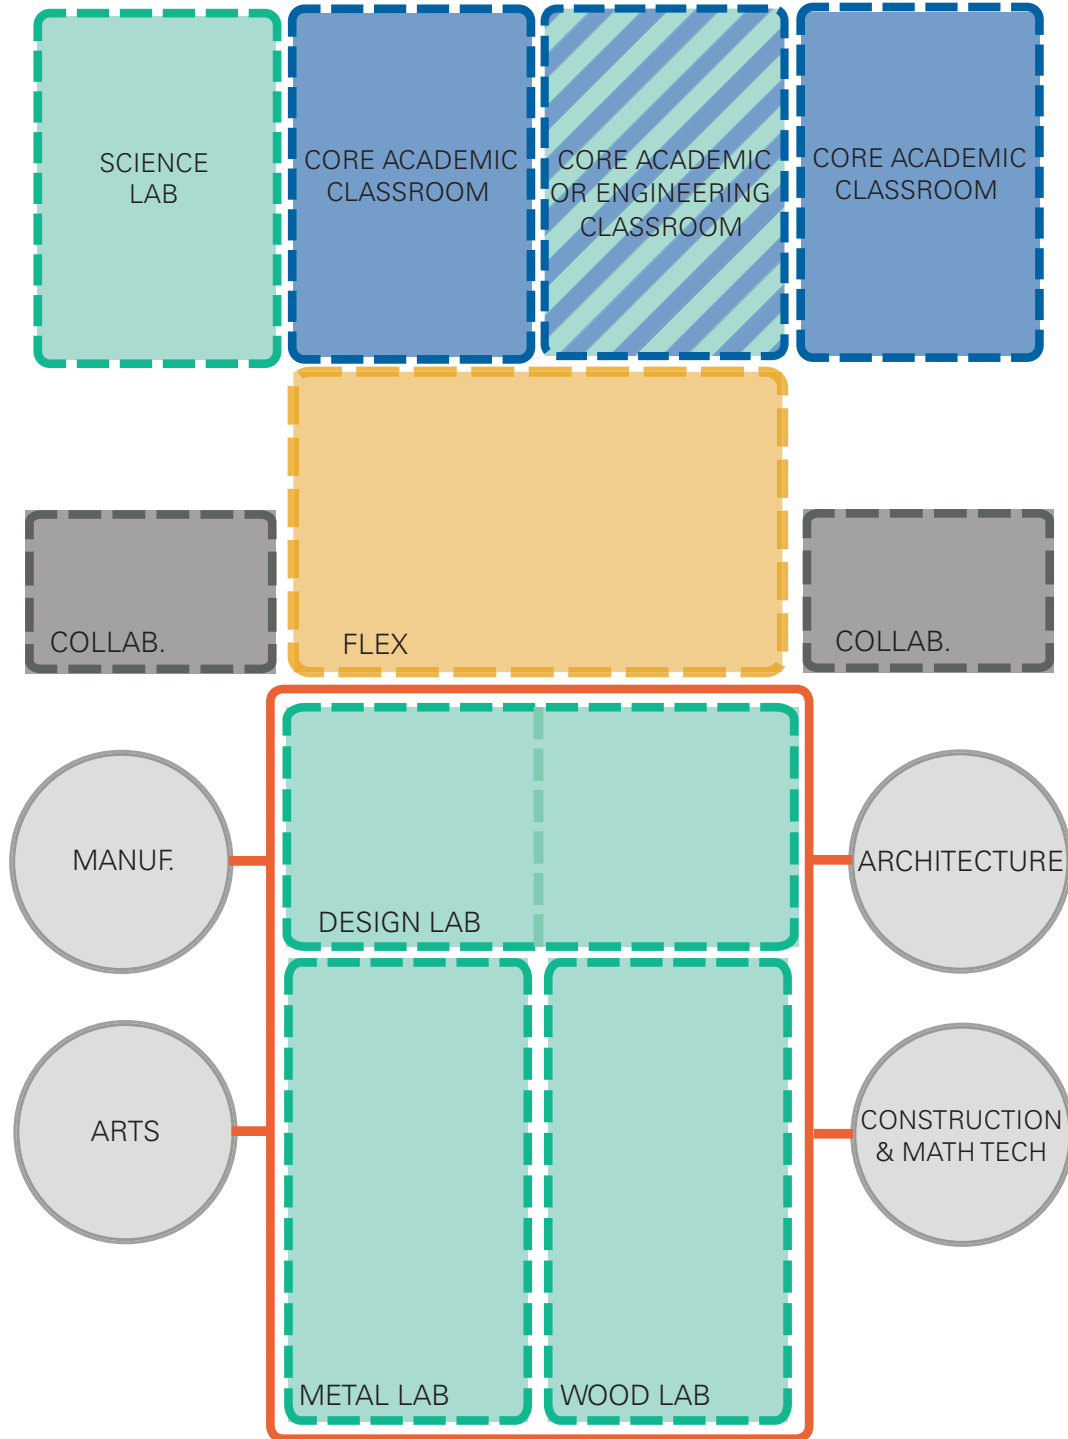 SCIENCE
LAB
CORE ACADEMIC
CLASSROOM
CORE ACADEMIC
OR ENGINEERING
CLASSROOM
CORE ACADEMIC
CLASSROOM
COLLAB.
FLEX
COLLAB.
MANUF.
DESIGN LAB
ARCHITECTURE
ARTS
CONSTRUCTION
& MATH TECH
METAL LAB
WOOD LAB